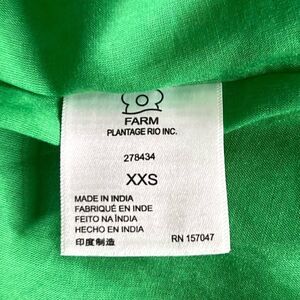 FARM
PLANTAGE RIO INC.
278434
XXS
MADE IN INDIA
FABRIQUÉ EN INDE
FEITO NA ÍNDIA
HECHO EN INDIA
印度制造 RN 157047